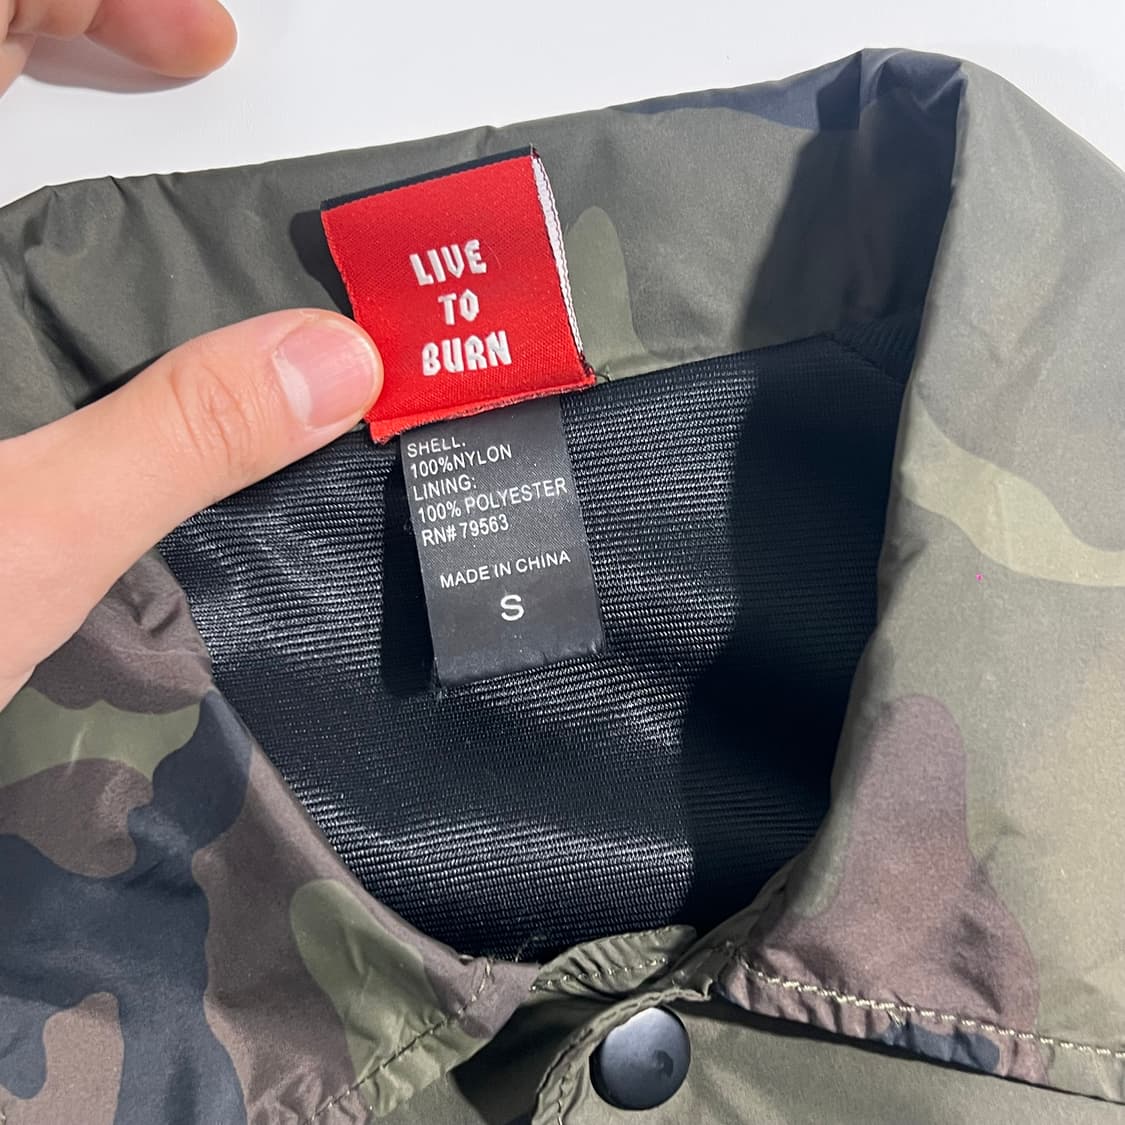 LIVE
TO
BURN
SHELL:
100%NYLON
LINING:
100% POLYESTER
RN# 79563
MADE IN CHINA
S